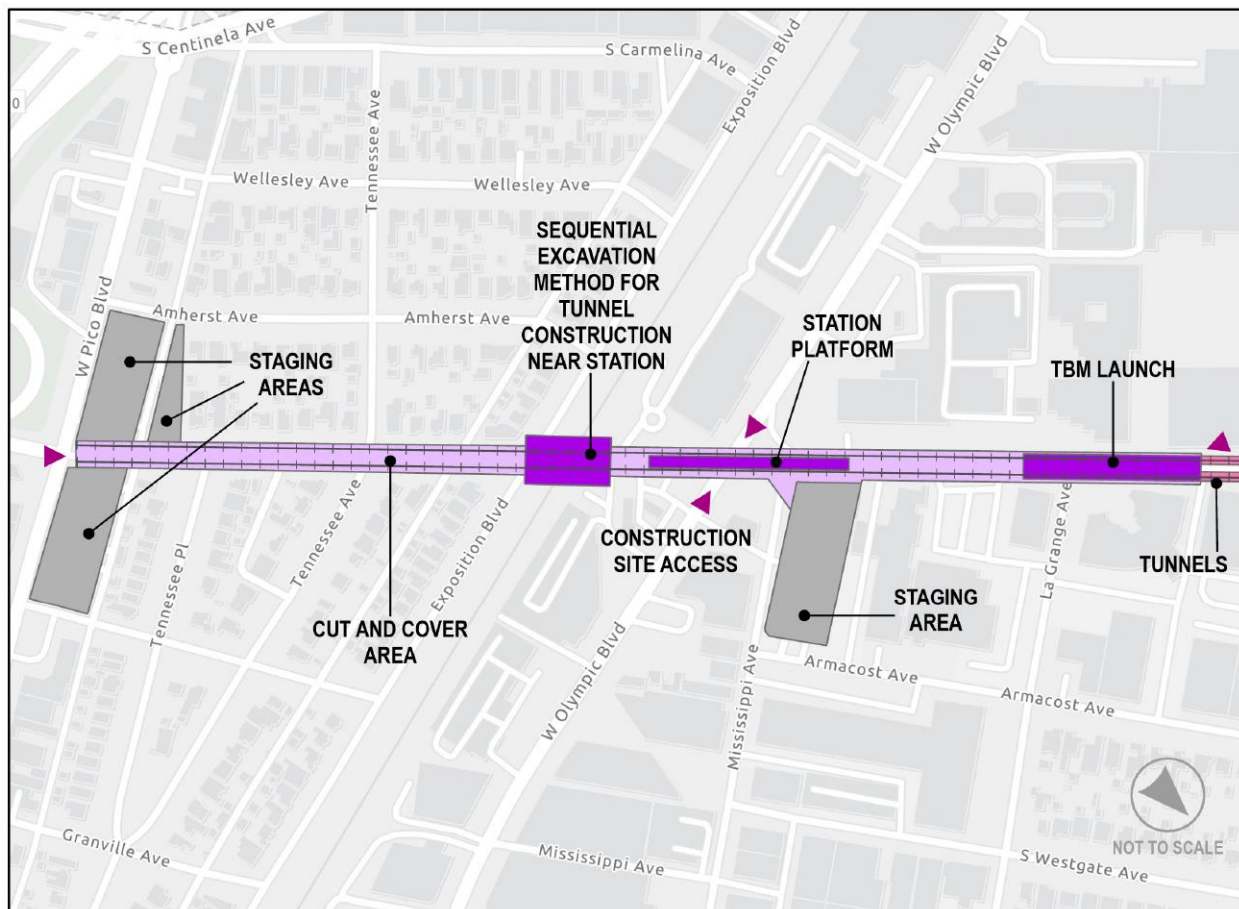 S Centinela Ave
S Carmelina Ave
Exposition Blvd
W Olympic Blvd
0
Tennessee Ave
Wellesley Ave
Wellesley Ave
SEQUENTIAL
EXCAVATION
METHOD FOR
TUNNEL
CONSTRUCTION
NEAR STATION
W Pico Blvd
Amherst Ave
Amherst Ave
STAGING
AREAS
STATION
PLATFORM
TBM LAUNCH
Tennessee Pl
Tennessee Ave
Exposition Blvd
CUT AND COVER
AREA
CONSTRUCTION
SITE ACCESS
W Olympic Blvd
STAGING
AREA
La Grange Ave
TUNNELS
Mississippi Ave
Armacost Ave
Armacost Ave
Granville Ave
Mississippi Ave
S Westgate Ave
NOT TO SCALE